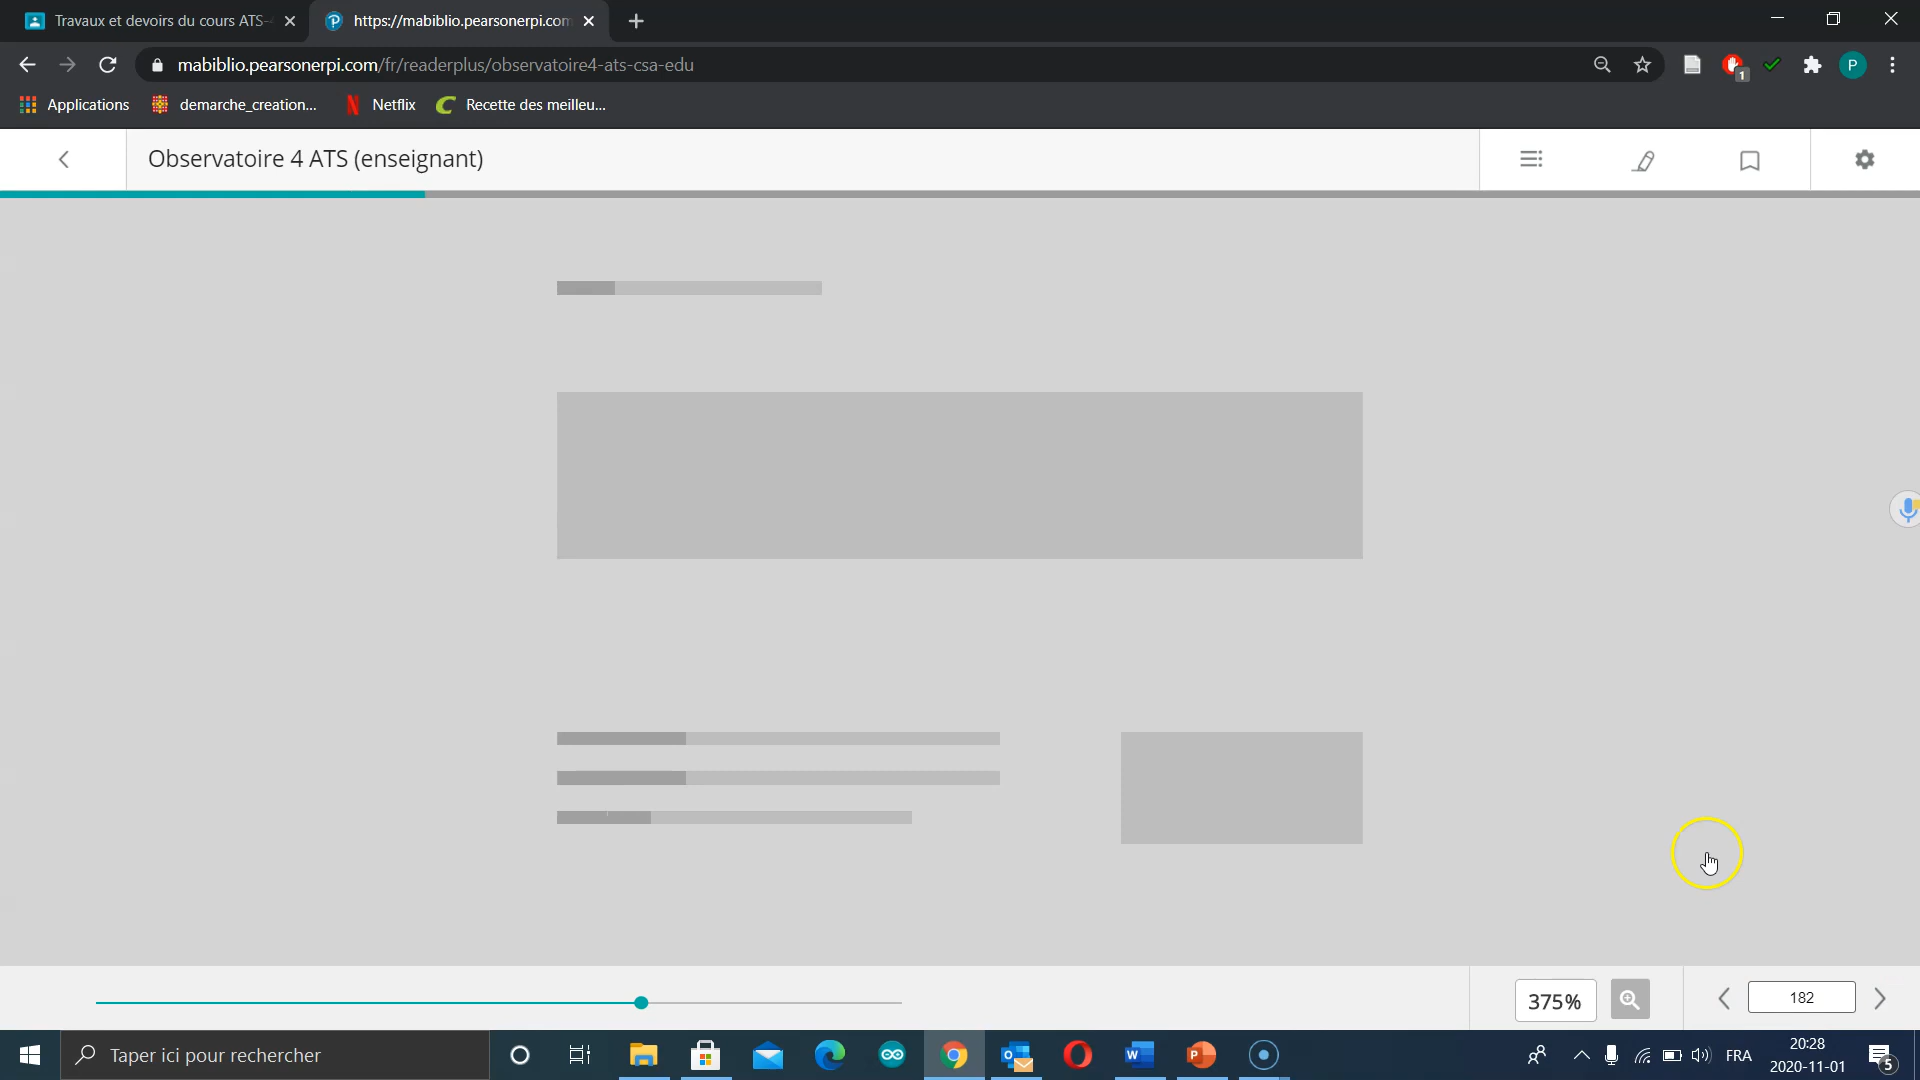 Travaux et devoirs du cours ATS-
https://mabiblio.pearsonerpi.com
mabiblio.pearsonerpi.com/fr/readerplus/observatoire4-ats-csa-edu
1
P
Applications
demarche_creation...
Netflix
Recette des meilleu...
Observatoire 4 ATS (enseignant)
375%
182
Taper ici pour rechercher
FRA
20:28
2020-11-01
5